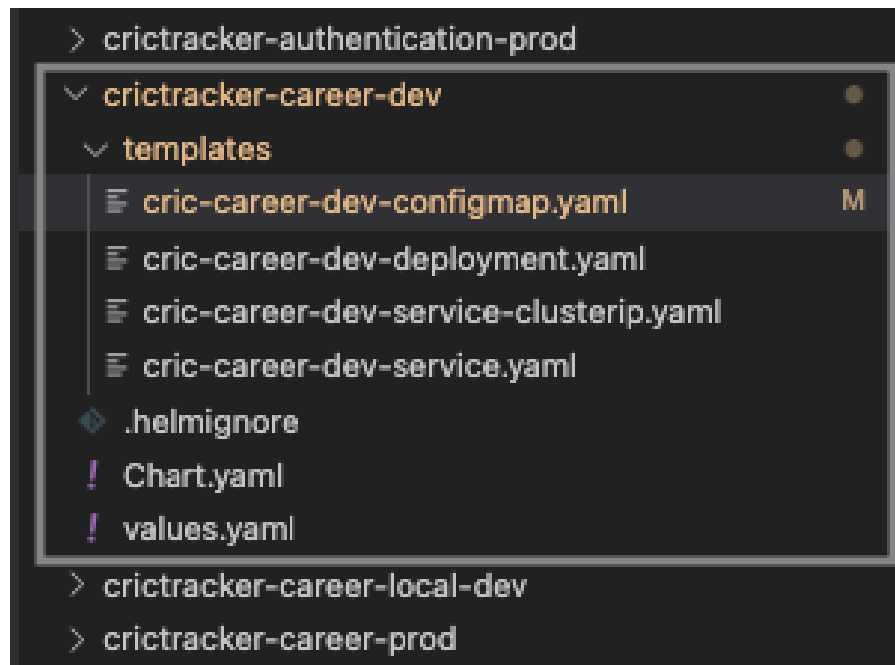 crictracker-authentication-prod
crictracker-career-dev
templates
cric-career-dev-configmap.yaml M
cric-career-dev-deployment.yaml
cric-career-dev-service-clusterip.yaml
cric-career-dev-service.yaml
.helmignore
! Chart.yaml
! values.yaml
crictracker-career-local-dev
crictracker-career-prod